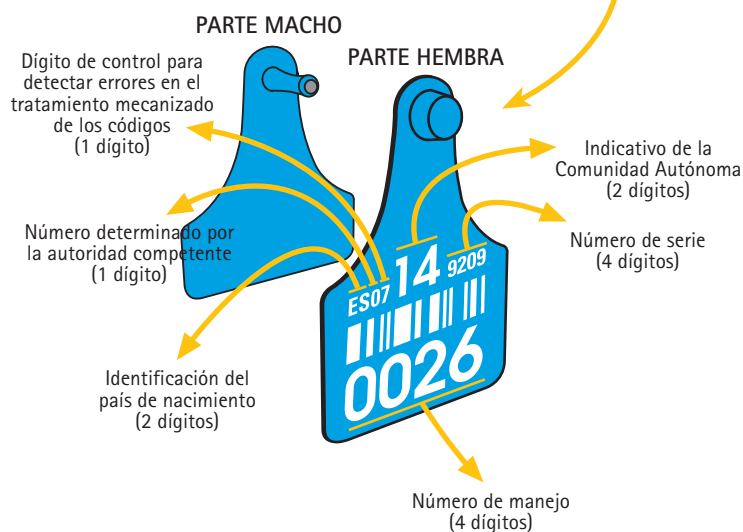 PARTE MACHO
PARTE HEMBRA
Dígito de control para
detectar errores en el
tratamiento mecanizado
de los códigos
(1 dígito)
Indicativo de la
Comunidad Autónoma
(2 dígitos)
Número determinado por
la autoridad competente
(1 dígito)
Número de serie
(4 dígitos)
ES07 14 9209
0026
Identificación del
país de nacimiento
(2 dígitos)
Número de manejo
(4 dígitos)